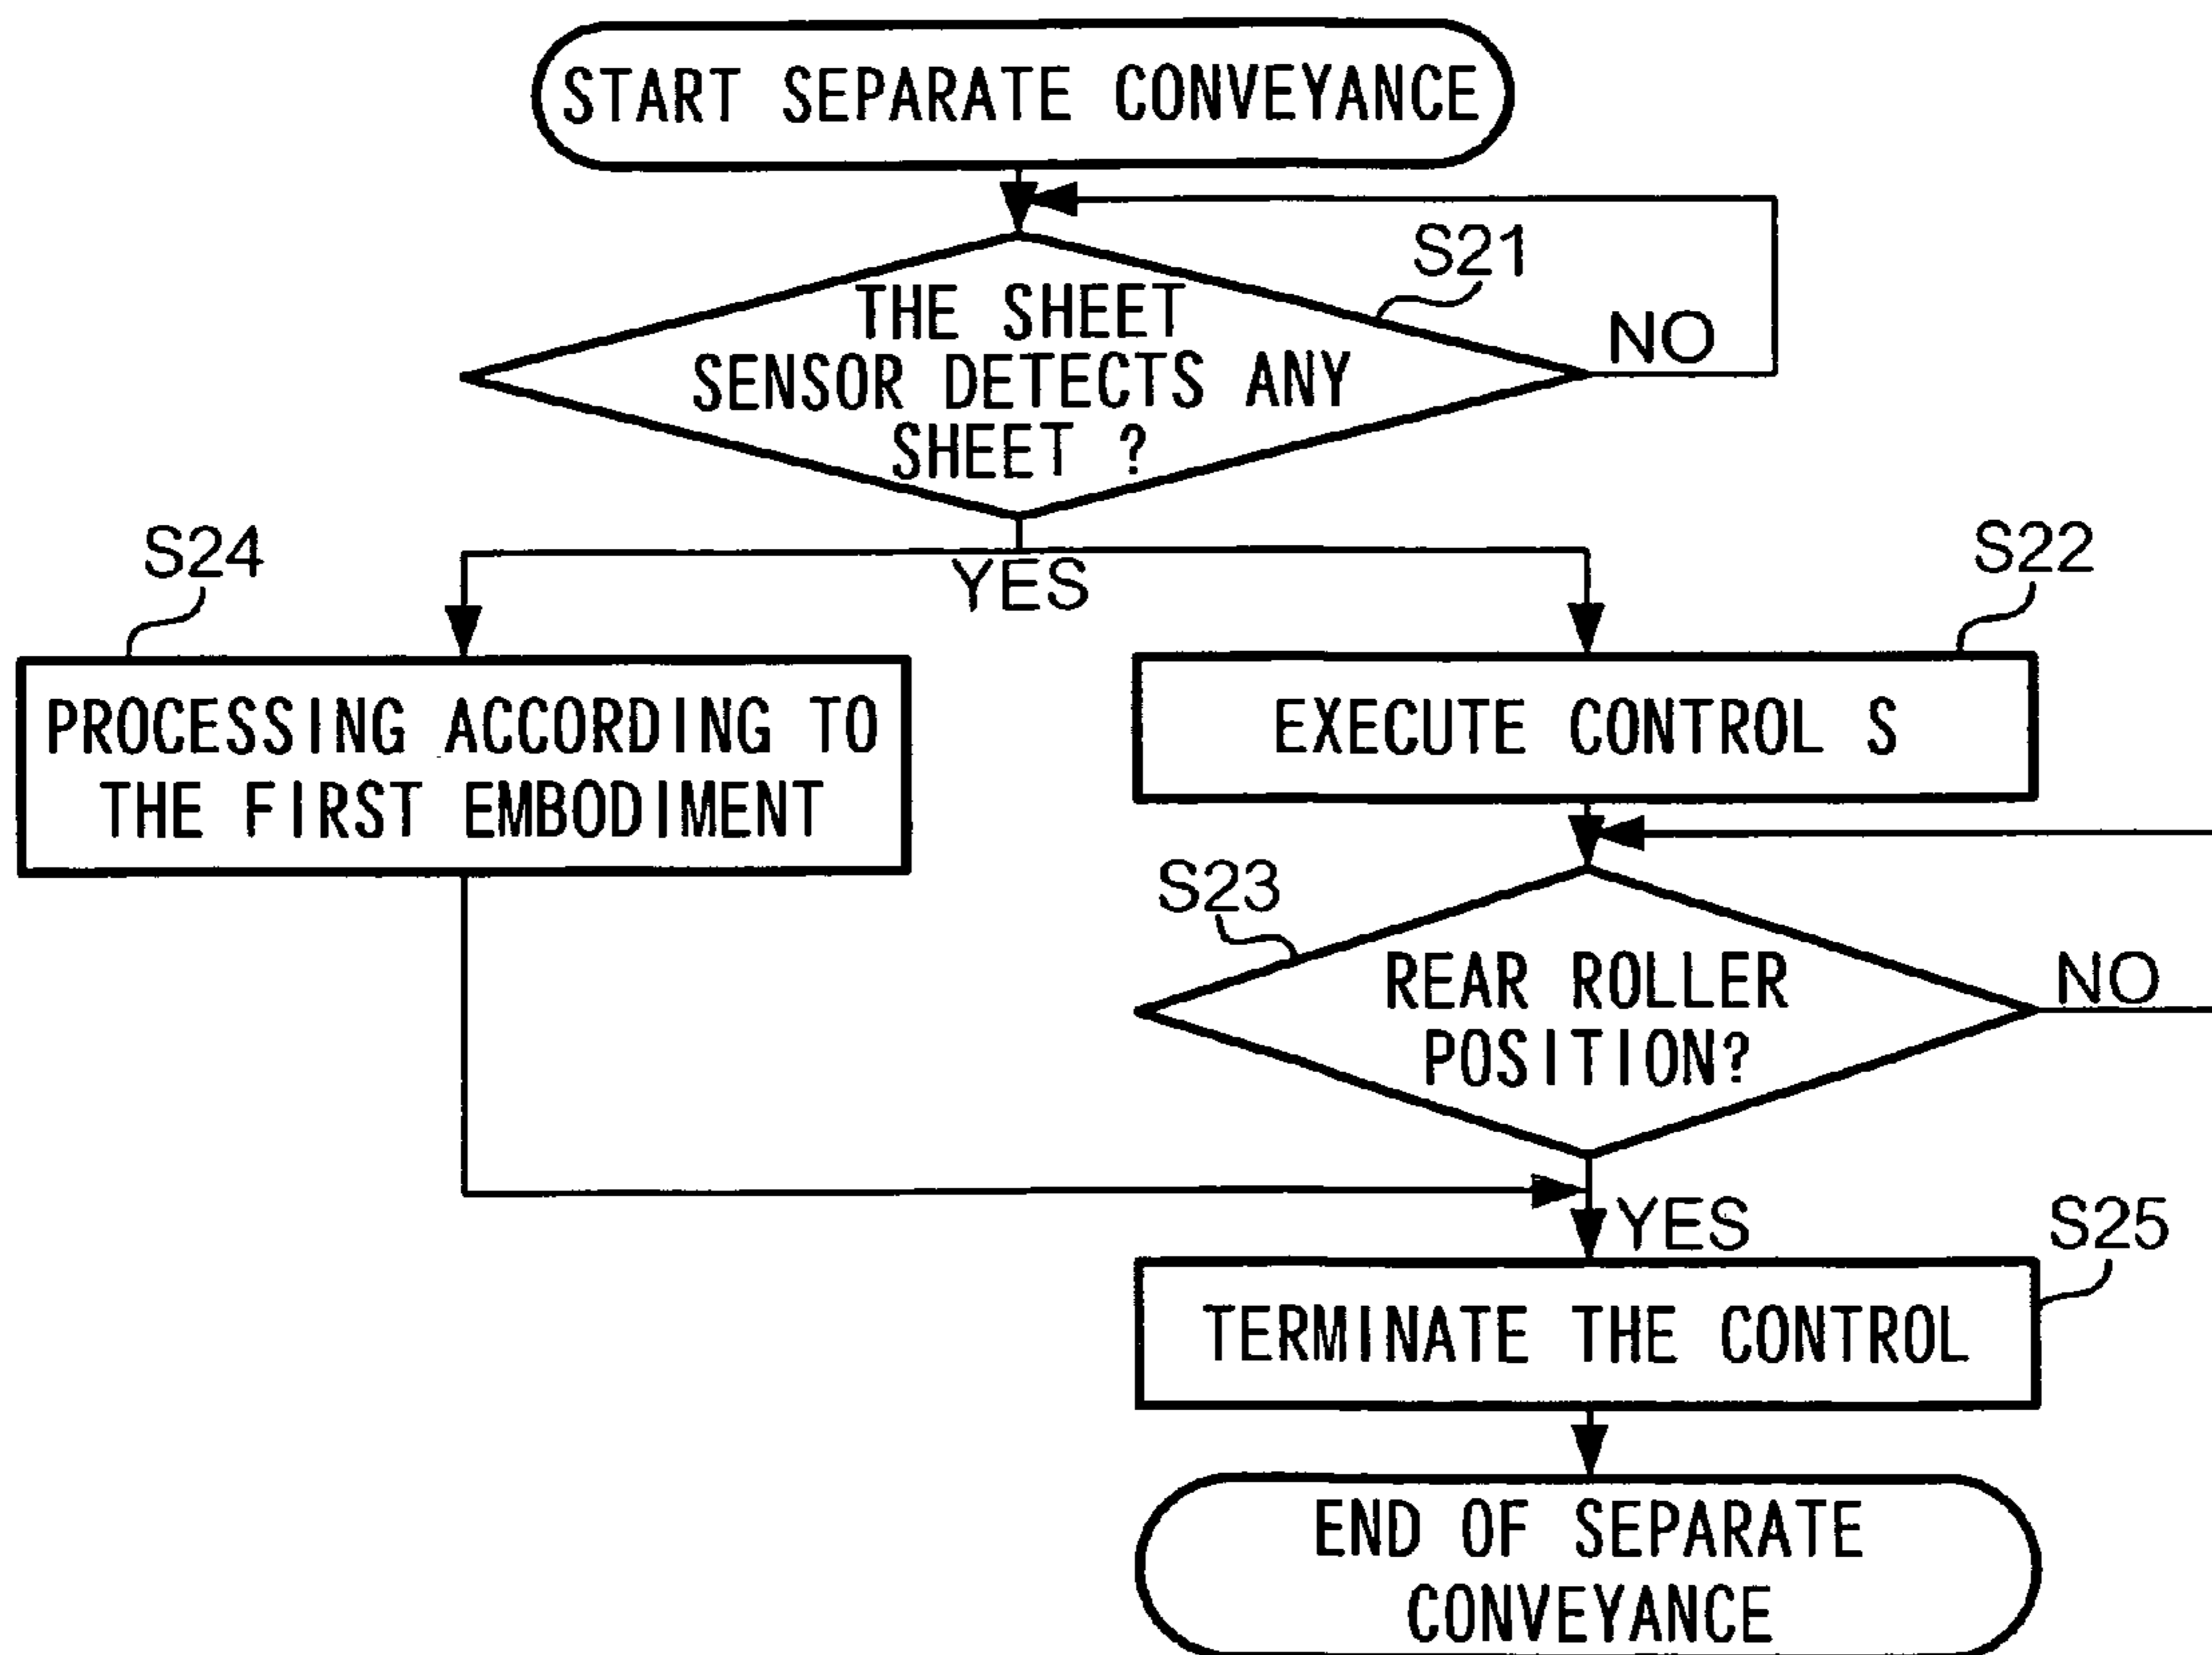 START SEPARATE CONVEYANCE
S21
THE SHEET
SENSOR DETECTS ANY
SHEET ?
NO
YES
S24
S22
PROCESSING ACCORDING TO
THE FIRST EMBODIMENT
EXECUTE CONTROL S
S23
REAR ROLLER
POSITION?
NO
YES
S25
TERMINATE THE CONTROL
END OF SEPARATE
CONVEYANCE